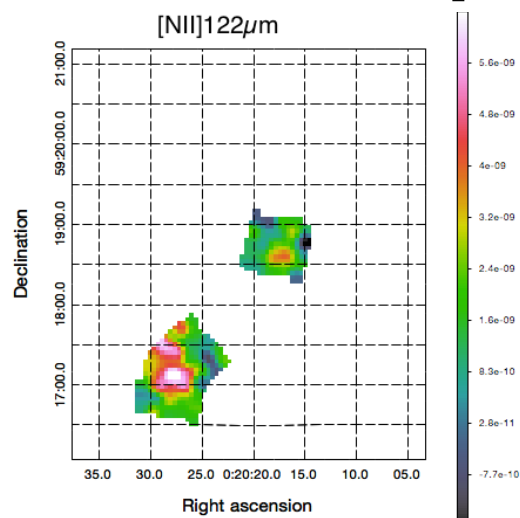 [NII]122μm
21:00.0
59:20:00.0
19:00.0
18:00.0
17:00.0
Declination
35.0 30.0 25.0 0:20:20.0 15.0 10.0 05.0
Right ascension
5.6e-09
4.8e-09
4e-09
3.2e-09
2.4e-09
1.6e-09
8.3e-10
2.8e-11
-7.7e-10